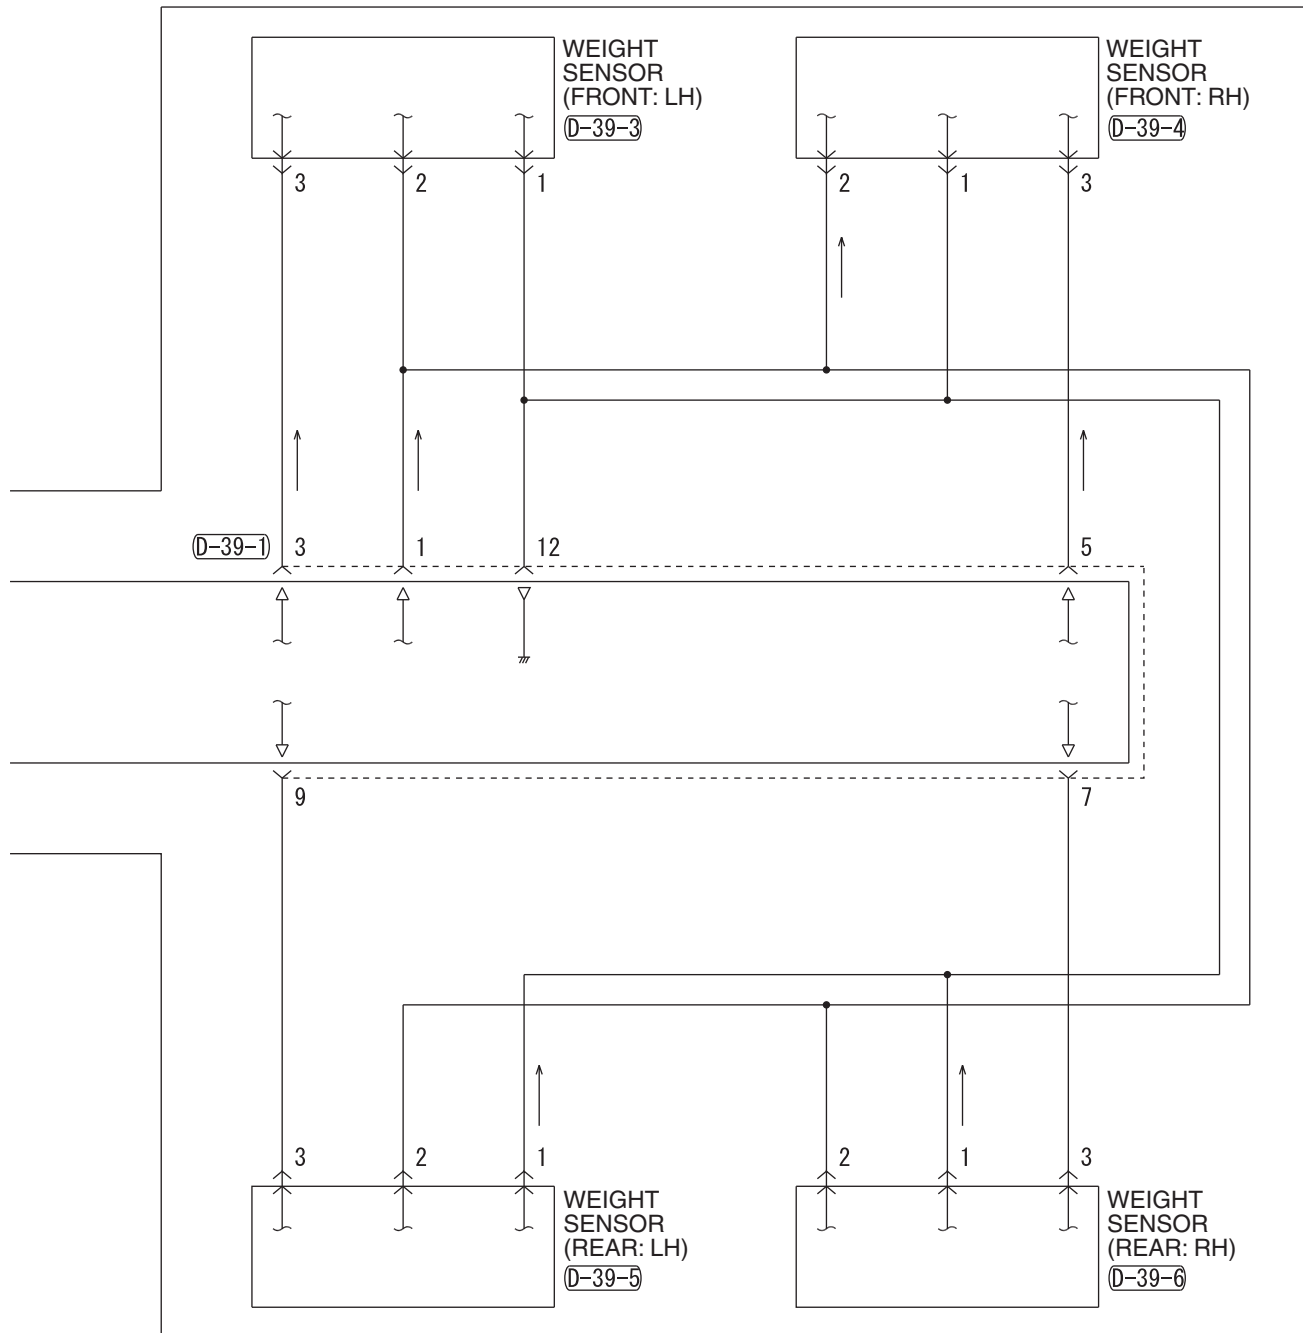 WEIGHT
SENSOR
(FRONT: LH)
D-39-3
WEIGHT
SENSOR
(FRONT: RH)
D-39-4
3 2 1 2 1 3
D-39-1 3 1 12 5
9 7
3 2 1 2 1 3
WEIGHT
SENSOR
(REAR: LH)
D-39-5
WEIGHT
SENSOR
(REAR: RH)
D-39-6